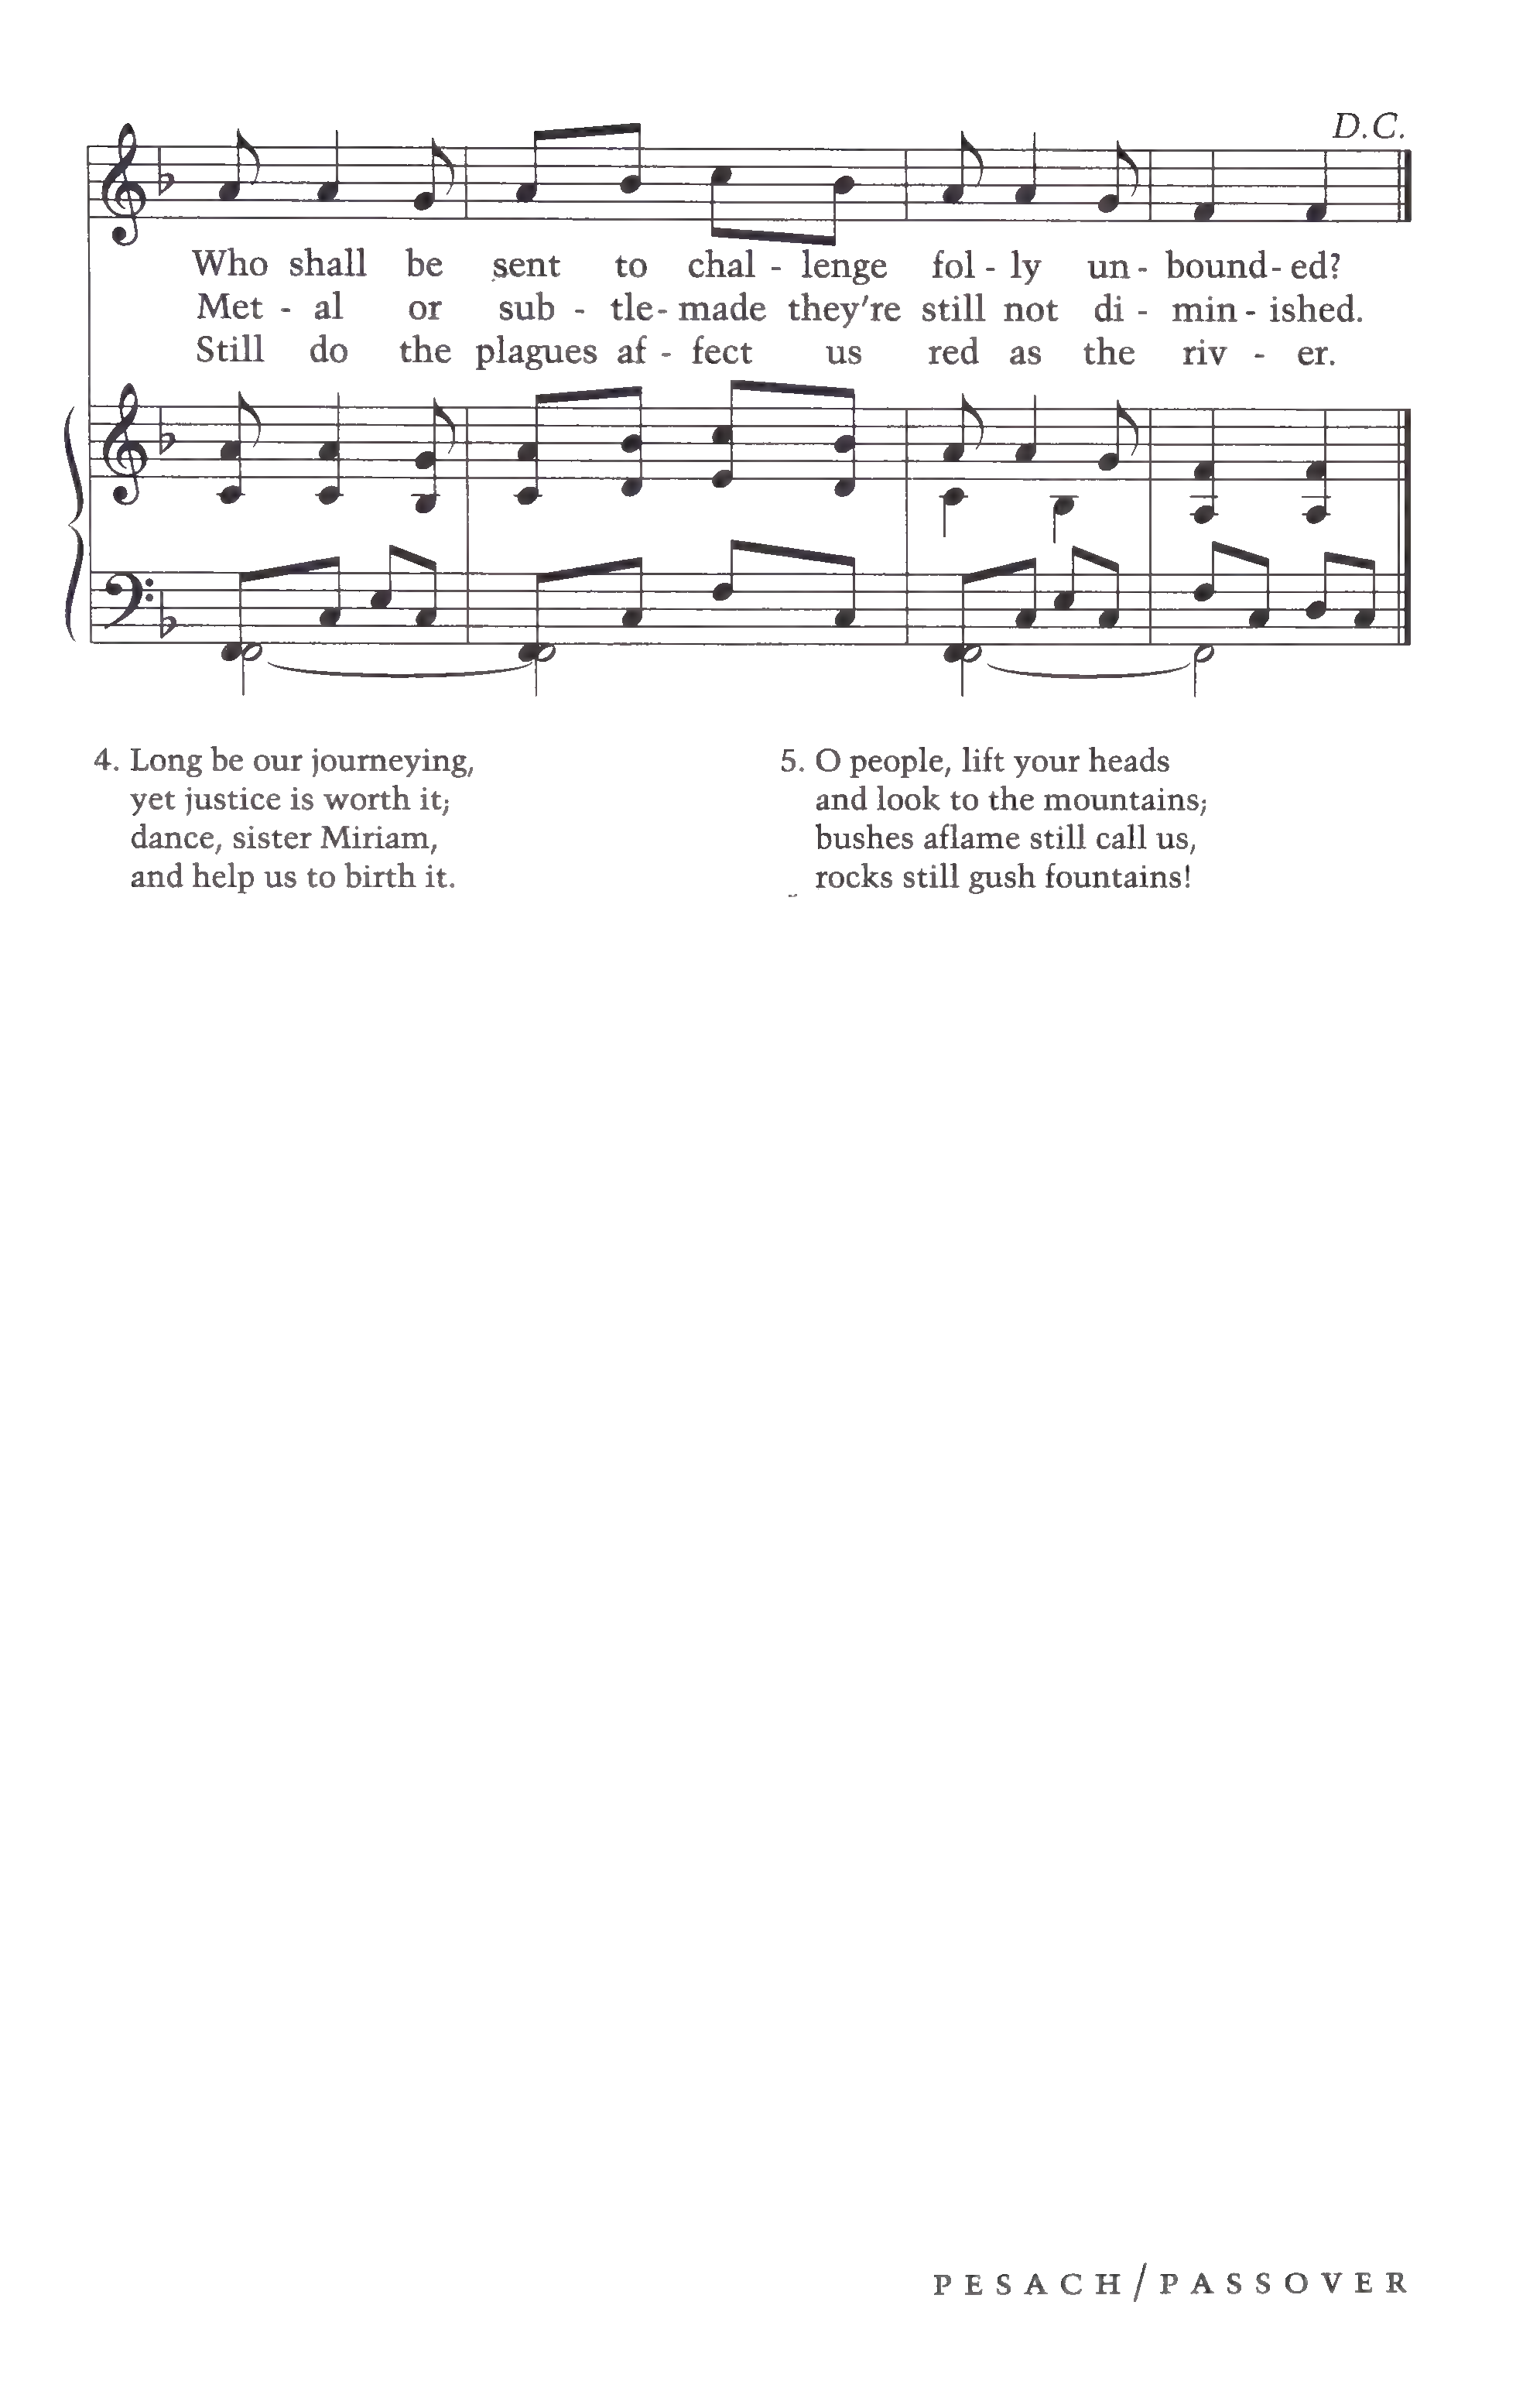 D.C.
Who shall be sent to chal - lenge fol - ly un - bound - ed?
Met - al or sub - tle - made they're still not di - min - ished.
Still do the plagues af - fect us red as the riv - er.
4. Long be our journeying,
yet justice is worth it;
dance, sister Miriam,
and help us to birth it.
5. O people, lift your heads
and look to the mountains;
bushes aflame still call us,
rocks still gush fountains!
PESACH/PASSOVER